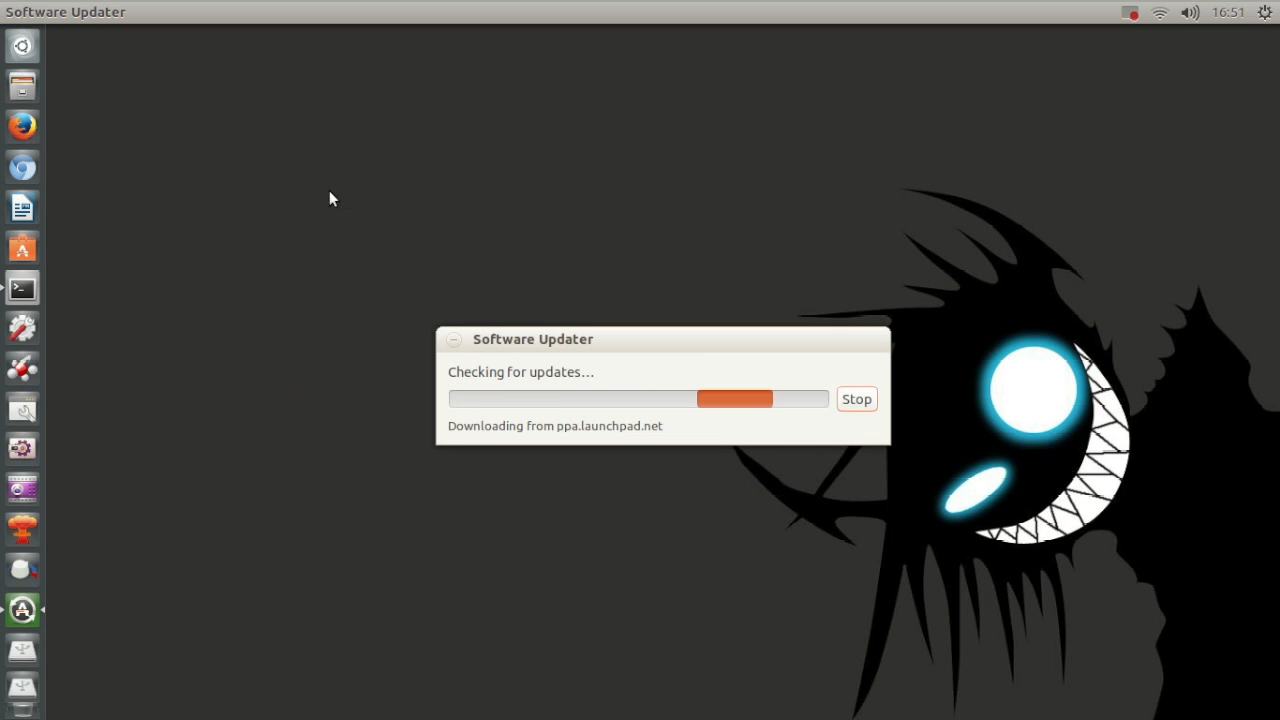 Software Updater
16:51
Software Updater
Checking for updates...
Stop
Downloading from ppa.launchpad.net